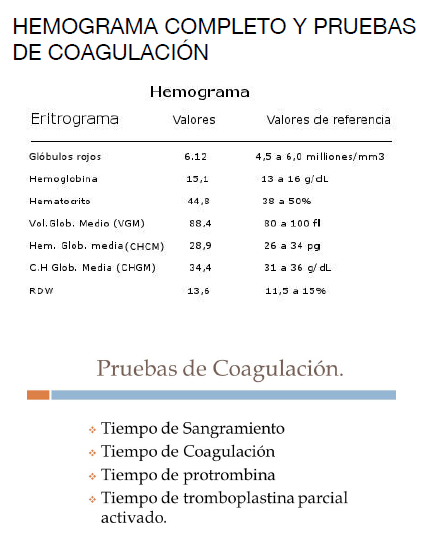 HEMOGRAMA COMPLETO Y PRUEBAS
DE COAGULACIÓN
Hemograma
Eritrograma Valores Valores de referencia
Glóbulos rojos 6.12 4,5 a 6,0 milliones/mm3
Hemoglobina 15,1 13 a 16 g/dL
Hematocrito 44,8 38 a 50%
Vol.Glob. Medio (VGM) 88,4 80 a 100 fl
Hem. Glob. media(CHCM) 28,9 26 a 34 pg
C.H Glob. Media (CHGM) 34,4 31 a 36 g/dL
RDW 13,6 11,5 a 15%
Pruebas de Coagulación.
❖ Tiempo de Sangramiento
❖ Tiempo de Coagulación
❖ Tiempo de protrombina
❖ Tiempo de tromboplastina parcial
activado.